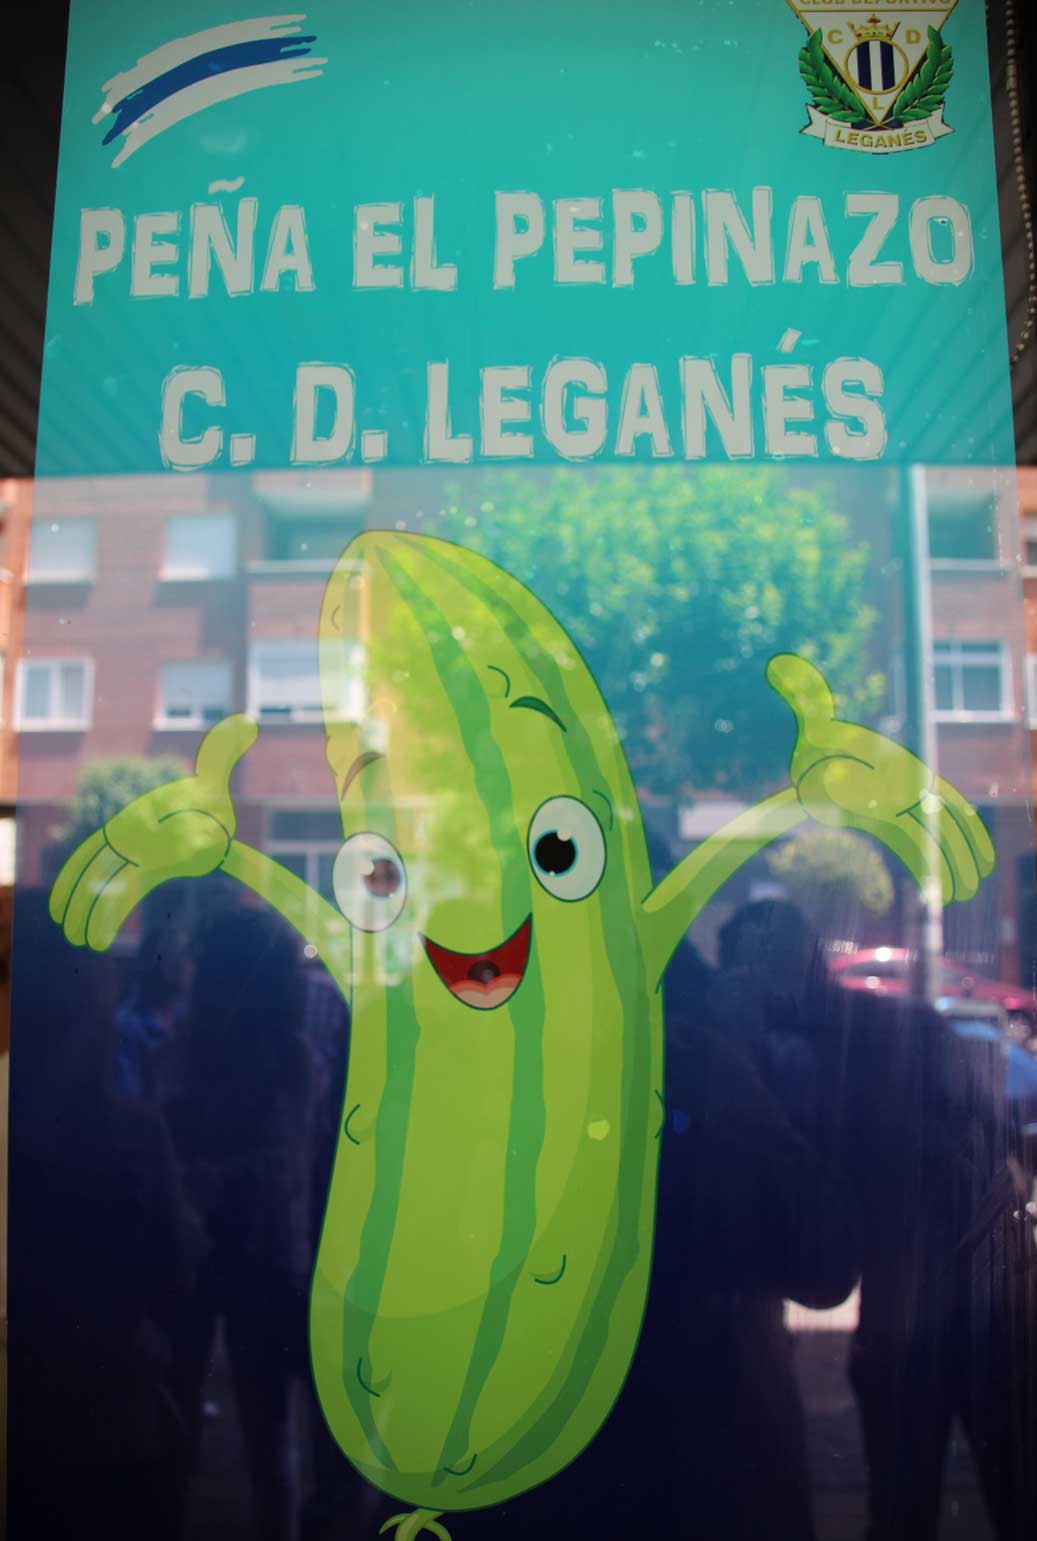 CLUB DEPORTIVO
C D
L
LEGANÉS
PEÑA EL PEPINAZO
C. D. LEGANÉS